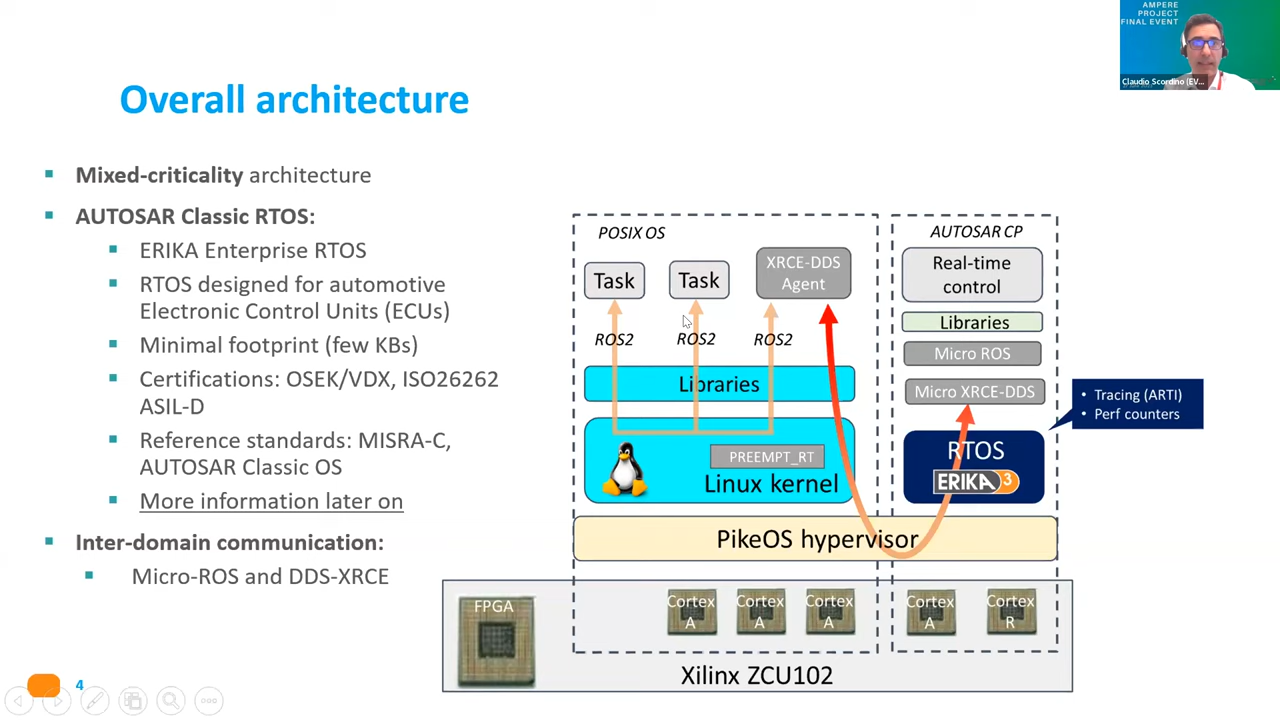 AMPERE
PROJECT
FINAL EVENT
Claudio Scordino (EV...
Overall architecture
Mixed-criticality architecture
AUTOSAR Classic RTOS:
ERIKA Enterprise RTOS
RTOS designed for automotive
Electronic Control Units (ECUs)
Minimal footprint (few KBs)
Certifications: OSEK/VDX, ISO26262
ASIL-D
Reference standards: MISRA-C,
AUTOSAR Classic OS
More information later on
Inter-domain communication:
Micro-ROS and DDS-XRCE
POSIX OS
Task
Task
XRCE-DDS
Agent
ROS2
ROS2
ROS2
Libraries
PREEMPT_RT
Linux kernel
AUTOSAR CP
Real-time
control
Libraries
Micro ROS
Micro XRCE-DDS
RTOS
ERIKA 3
• Tracing (ARTI)
• Perf counters
PikeOS hypervisor
FPGA
Cortex
A
Cortex
A
Cortex
A
Cortex
A
Cortex
R
Xilinx ZCU102
4